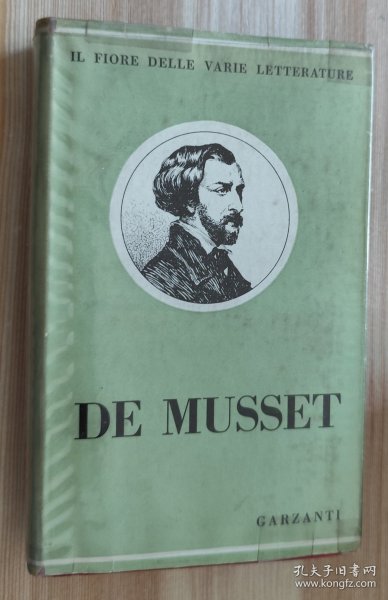 IL FIORE DELLE VARIE LETTERATURE
DE MUSSET
GARZANTI
孔夫子旧书网
www.kongfz.com